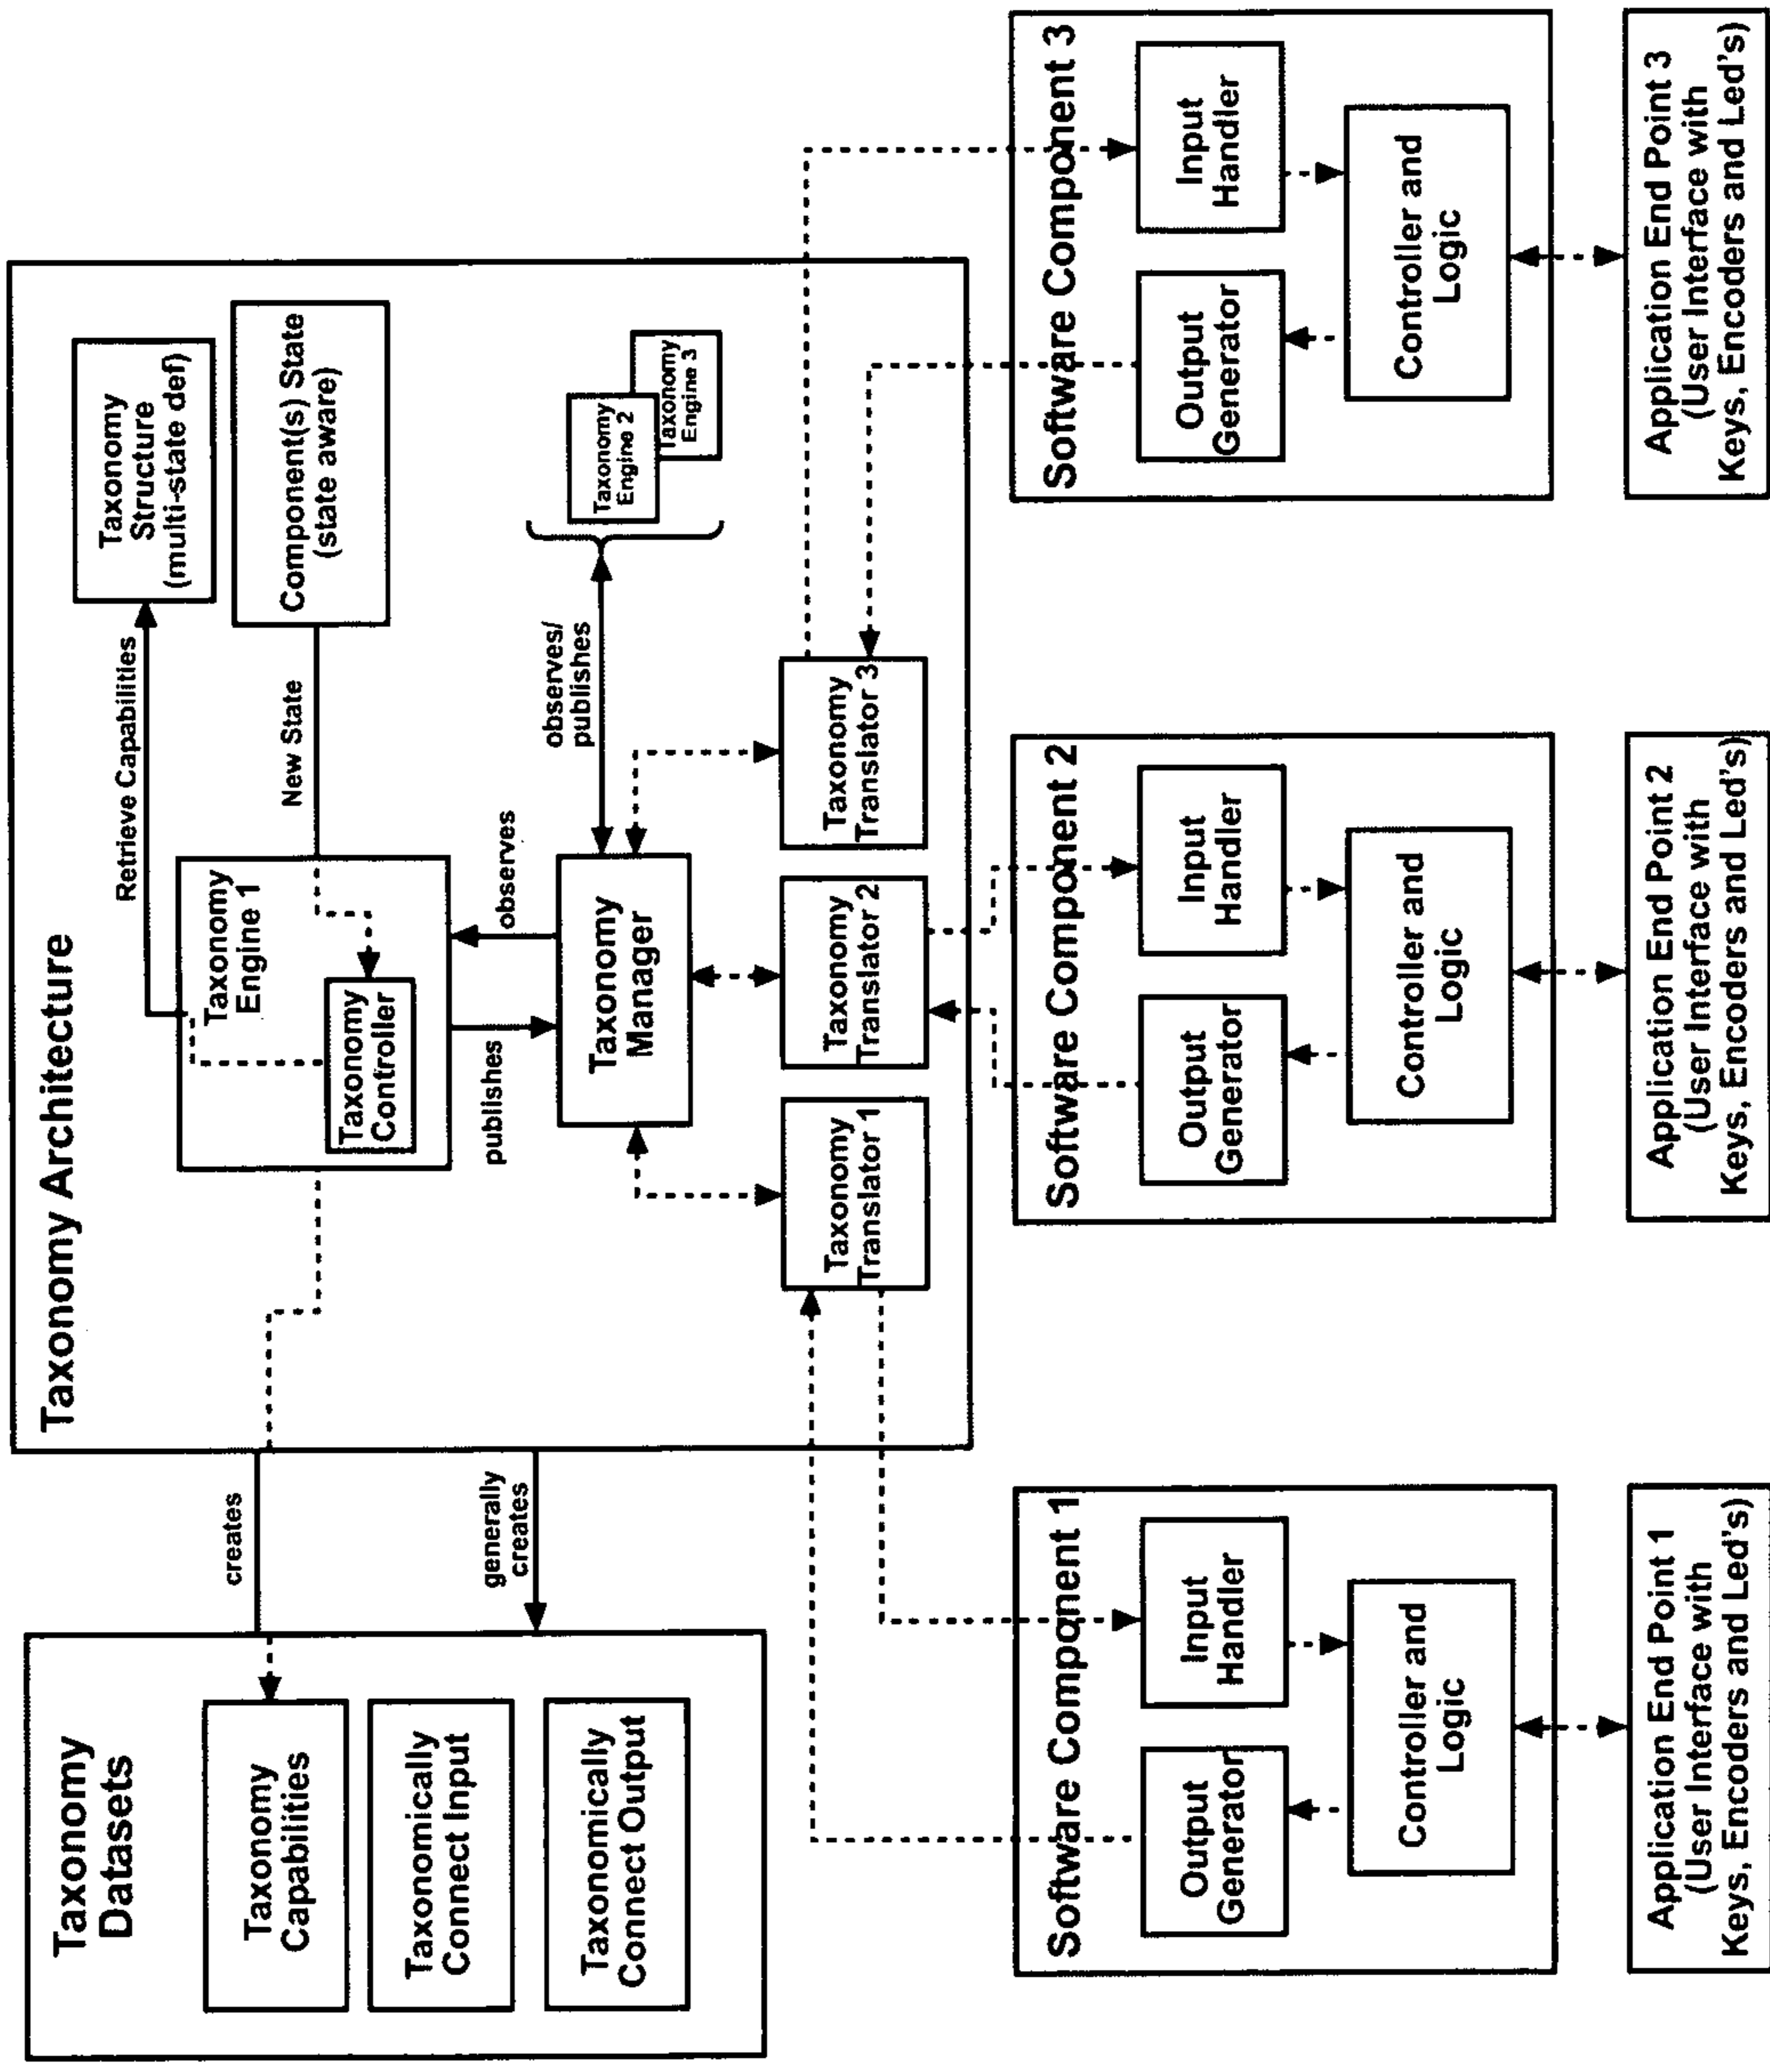 Taxonomy
Datasets
Taxonomy
Capabilities
Taxonomically
Connect Input
Taxonomically
Connect Output
creates
generally
creates
Taxonomy Architecture
Taxonomy
Engine 1
Taxonomy
Controller
Retrieve Capabilities
Taxonomy
Structure
(multi-state def)
New State
Component(s) State
(state aware)
publishes
observes
Taxonomy
Manager
observes/
publishes
Taxonomy
Engine 2
Taxonomy
Engine 3
Taxonomy
Translator 1
Taxonomy
Translator 2
Taxonomy
Translator 3
Software Component 1
Output
Generator
Input
Handler
Controller and
Logic
Application End Point 1
(User Interface with
Keys, Encoders and Led's)
Software Component 2
Output
Generator
Input
Handler
Controller and
Logic
Application End Point 2
(User Interface with
Keys, Encoders and Led's)
Software Component 3
Output
Generator
Input
Handler
Controller and
Logic
Application End Point 3
(User Interface with
Keys, Encoders and Led's)